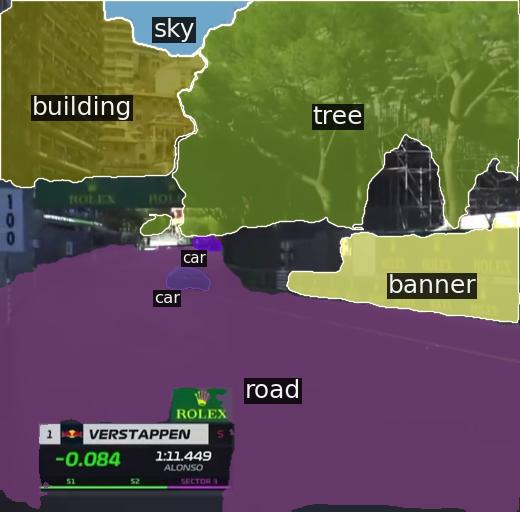 sky
building
tree
100
ROLEX
ROLEX
car
banner
car
road
ROLEX
1 VERSTAPPEN S
-0.084 1:11.449
ALONSO
S1 S2 SECTOR 3